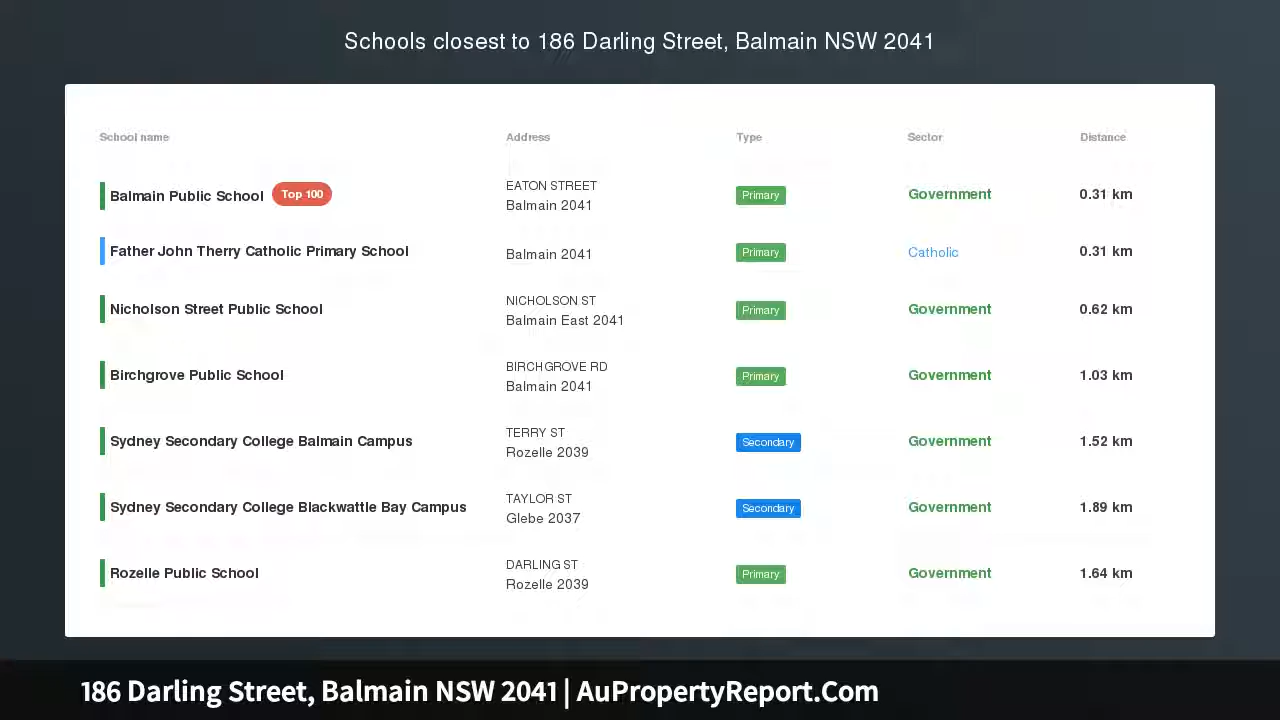 Schools closest to 186 Darling Street, Balmain NSW 2041
School name Address Type Sector Distance
Balmain Public School Top 100 EATON STREET Balmain 2041 Primary Government 0.31 km
Father John Therry Catholic Primary School Balmain 2041 Primary Catholic 0.31 km
Nicholson Street Public School NICHOLSON ST Balmain East 2041 Primary Government 0.62 km
Birchgrove Public School BIRCHGROVE RD Balmain 2041 Primary Government 1.03 km
Sydney Secondary College Balmain Campus TERRY ST Rozelle 2039 Secondary Government 1.52 km
Sydney Secondary College Blackwattle Bay Campus TAYLOR ST Glebe 2037 Secondary Government 1.89 km
Rozelle Public School DARLING ST Rozelle 2039 Primary Government 1.64 km
186 Darling Street, Balmain NSW 2041 | AuPropertyReport.Com